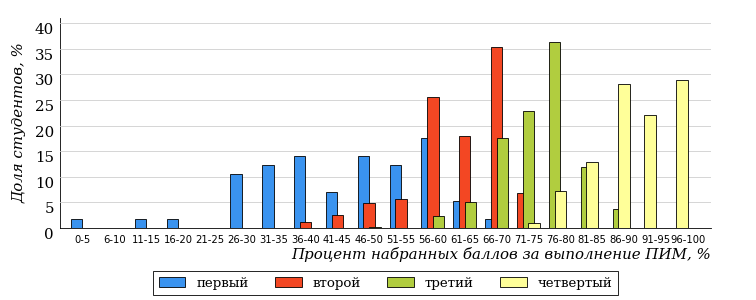 40
35
30
25
20
15
10
5
0
Доля студентов, %
0-5 6-10 11-15 16-20 21-25 26-30 31-35 36-40 41-45 46-50 51-55 56-60 61-65 66-70 71-75 76-80 81-85 86-90 91-95 96-100
Процент набранных баллов за выполнение ПИМ, %
первый второй третий четвертый